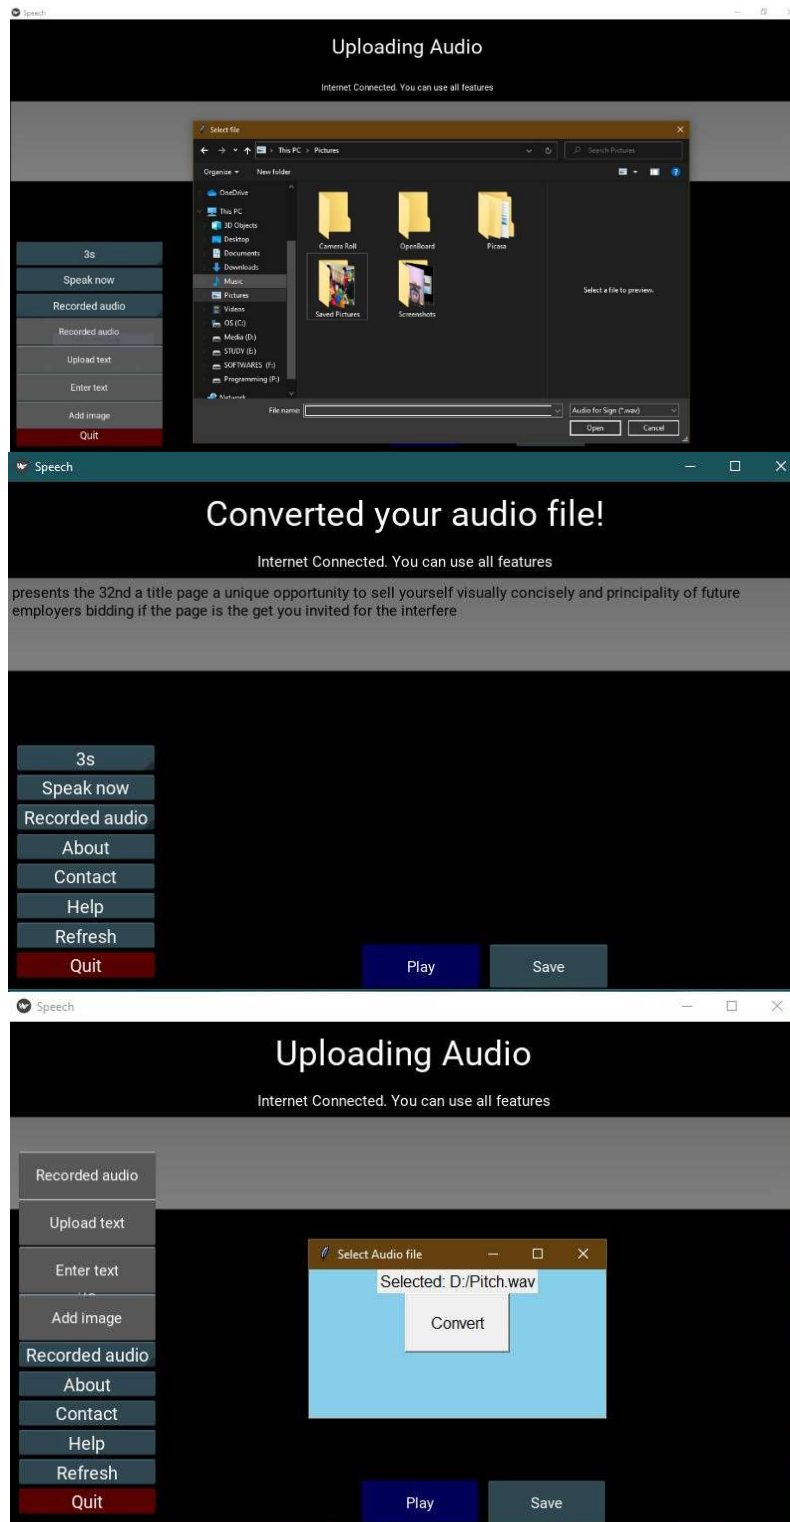 Speech
Uploading Audio
Internet Connected. You can use all features
Select file
This PC > Pictures
Search Pictures
Organize
New folder
OneDrive
This PC
3D Objects
Desktop
Documents
Downloads
Music
Pictures
Videos
OS (C:)
Media (D:)
STUDY (E:)
SOFTWARES (F:)
Programming (P:)
Network
Camera Roll
OpenBoard
Picasa
Saved Pictures
Screenshots
Select a file to preview.
File name:
Audio for Sign (*.wav)
Open
Cancel
3s
Speak now
Recorded audio
Recorded audio
Upload text
Enter text
Add image
Quit
Speech
Converted your audio file!
Internet Connected. You can use all features
presents the 32nd a title page a unique opportunity to sell yourself visually concisely and principality of future
employers bidding if the page is the get you invited for the interfere
3s
Speak now
Recorded audio
About
Contact
Help
Refresh
Quit
Play
Save
Speech
Uploading Audio
Internet Connected. You can use all features
Recorded audio
Upload text
Enter text
Add image
Recorded audio
About
Contact
Help
Refresh
Quit
Select Audio file
Selected: D:/Pitch.wav
Convert
Play
Save